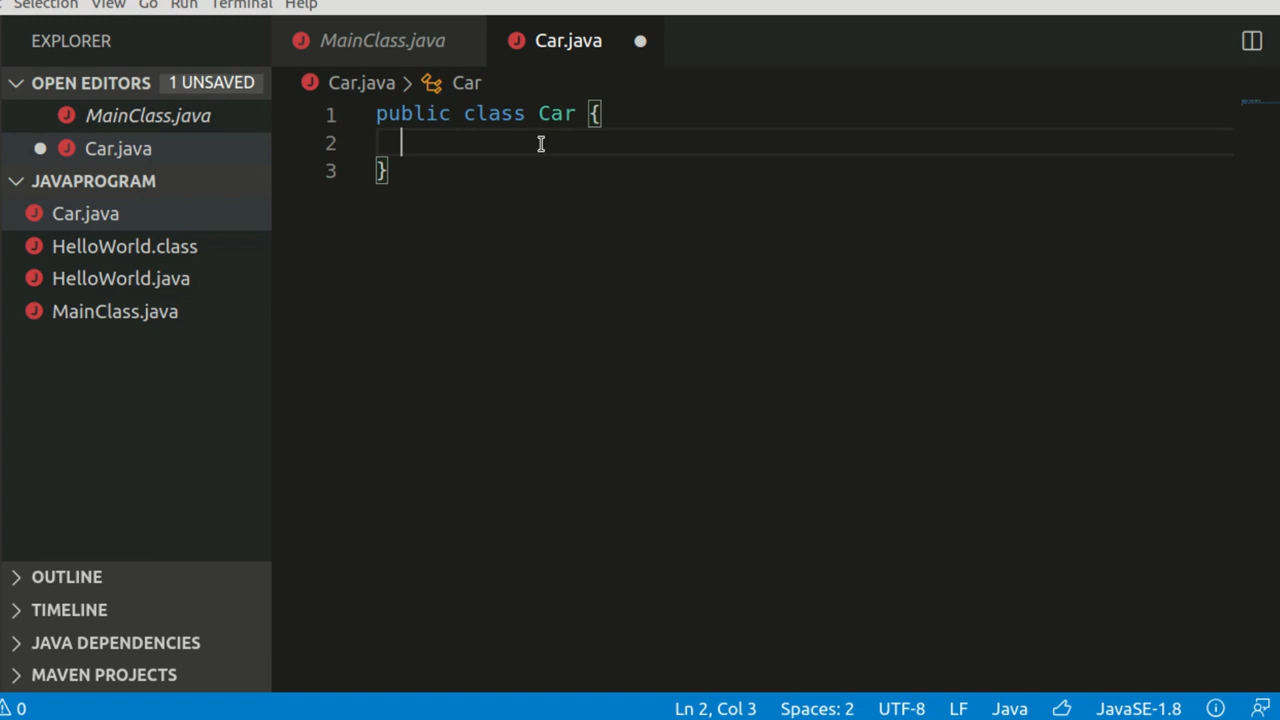 Selection View Go Run Terminal Help
EXPLORER
OPEN EDITORS 1 UNSAVED
MainClass.java
Car.java
JAVAPROGRAM
Car.java
HelloWorld.class
HelloWorld.java
MainClass.java
OUTLINE
TIMELINE
JAVA DEPENDENCIES
MAVEN PROJECTS
MainClass.java Car.java
Car.java > Car
1 public class Car {
2
3 }
0 Ln 2, Col 3 Spaces: 2 UTF-8 LF Java JavaSE-1.8